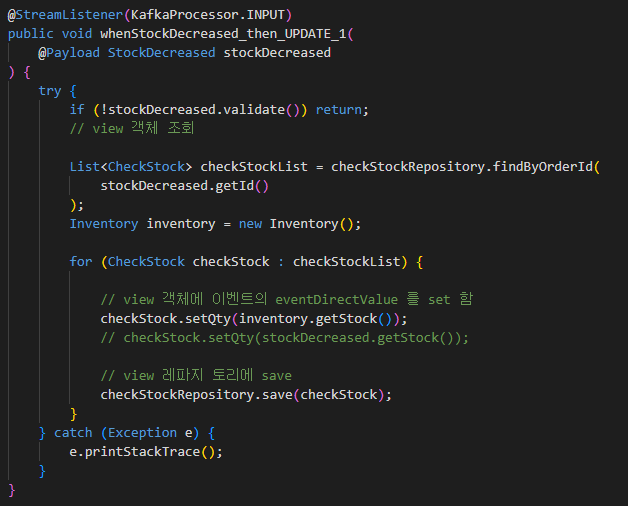 @StreamListener(KafkaProcessor.INPUT)
public void whenStockDecreased_then_UPDATE_1(
    @Payload StockDecreased stockDecreased
) {
    try {
        if (!stockDecreased.validate()) return;
        // view 객체 조회

        List<CheckStock> checkStockList = checkStockRepository.findByOrderId(
            stockDecreased.getId()
        );
        Inventory inventory = new Inventory();

        for (CheckStock checkStock : checkStockList) {

            // view 객체에 이벤트의 eventDirectValue 를 set 함
            checkStock.setQty(inventory.getStock());
            // checkStock.setQty(stockDecreased.getStock());

            // view 레파지 토리에 save
            checkStockRepository.save(checkStock);
        }
    } catch (Exception e) {
        e.printStackTrace();
    }
}